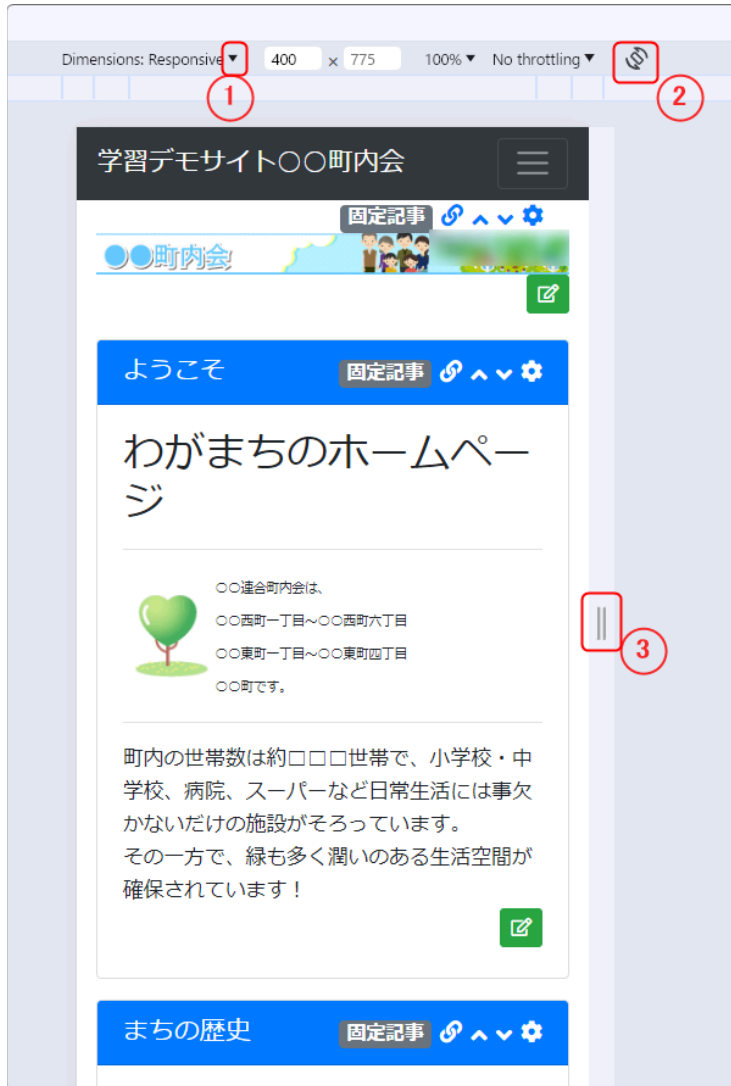 Dimensions: Responsive ▼ 400 × 775 100% ▼ No throttling ▼
1
2
学習デモサイト○○町内会
固定記事
●●町内会
ようこそ 固定記事
わがまちのホームペー
ジ
○○連合町内会は、
○○西町一丁目～○○西町六丁目
○○東町一丁目～○○東町四丁目
3
○○町です。
町内の世帯数は約□□□世帯で、小学校・中
学校、病院、スーパーなど日常生活には事欠
かないだけの施設がそろっています。
その一方で、緑も多く潤いのある生活空間が
確保されています！
まちの歴史 固定記事